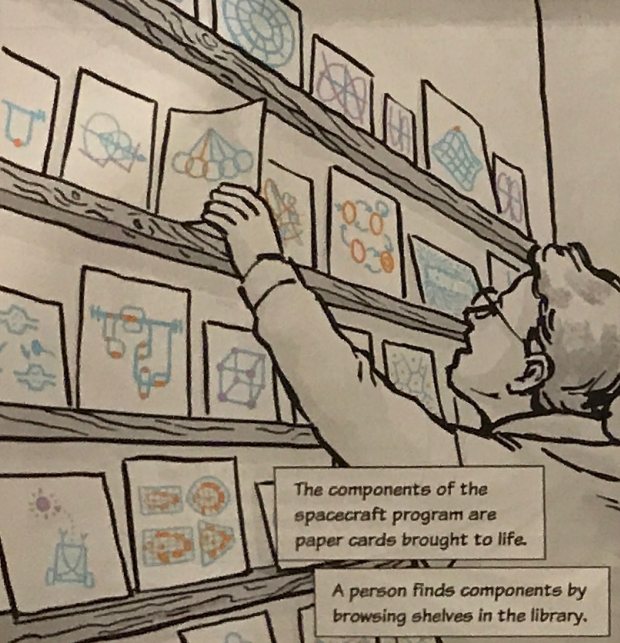 The components of the
spacecraft program are
paper cards brought to life.
A person finds components by
browsing shelves in the library.